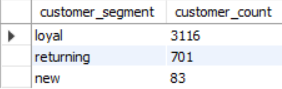 customer_segment customer_count
loyal 3116
returning 701
new 83